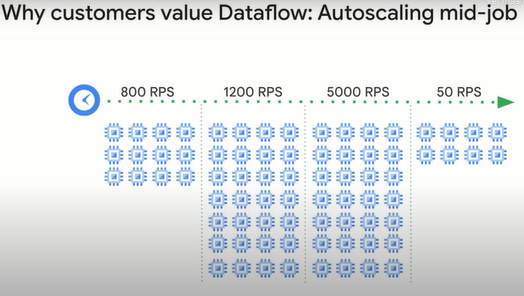 Why customers value Dataflow: Autoscaling mid-job
800 RPS
1200 RPS
5000 RPS
50 RPS